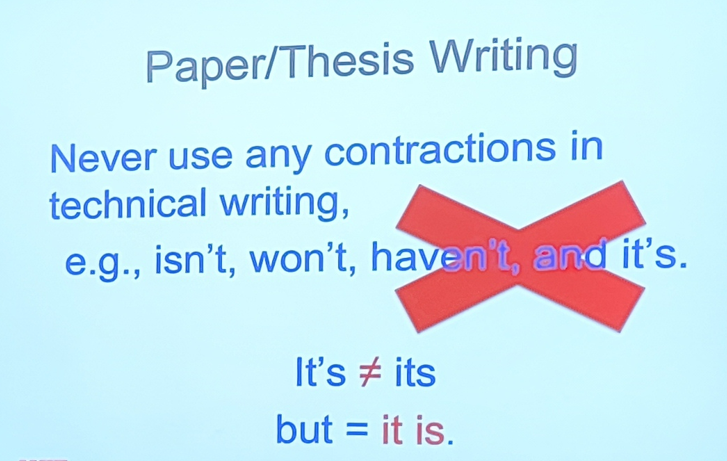 Paper/Thesis Writing
Never use any contractions in
technical writing,
e.g., isn't, won't, haven't, and it's.
It's ≠ its
but = it is.